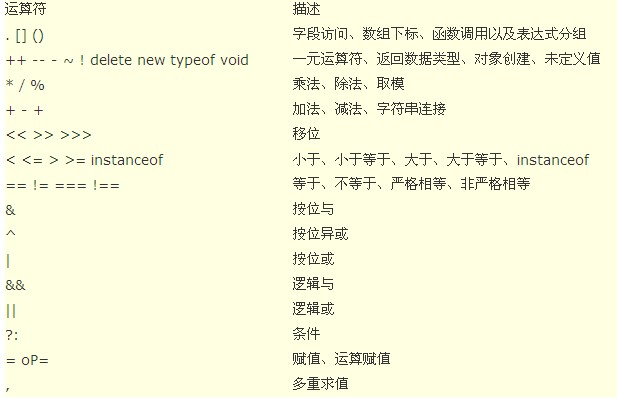 运算符 描述
. [] () 字段访问、数组下标、函数调用以及表达式分组
++ -- - ~ ! delete new typeof void 一元运算符、返回数据类型、对象创建、未定义值
* / % 乘法、除法、取模
+ - + 加法、减法、字符串连接
<< >> >>> 移位
< <= > >= instanceof 小于、小于等于、大于、大于等于、instanceof
== != === !== 等于、不等于、严格相等、非严格相等
& 按位与
^ 按位异或
| 按位或
&& 逻辑与
|| 逻辑或
?: 条件
= oP= 赋值、运算赋值
, 多重求值